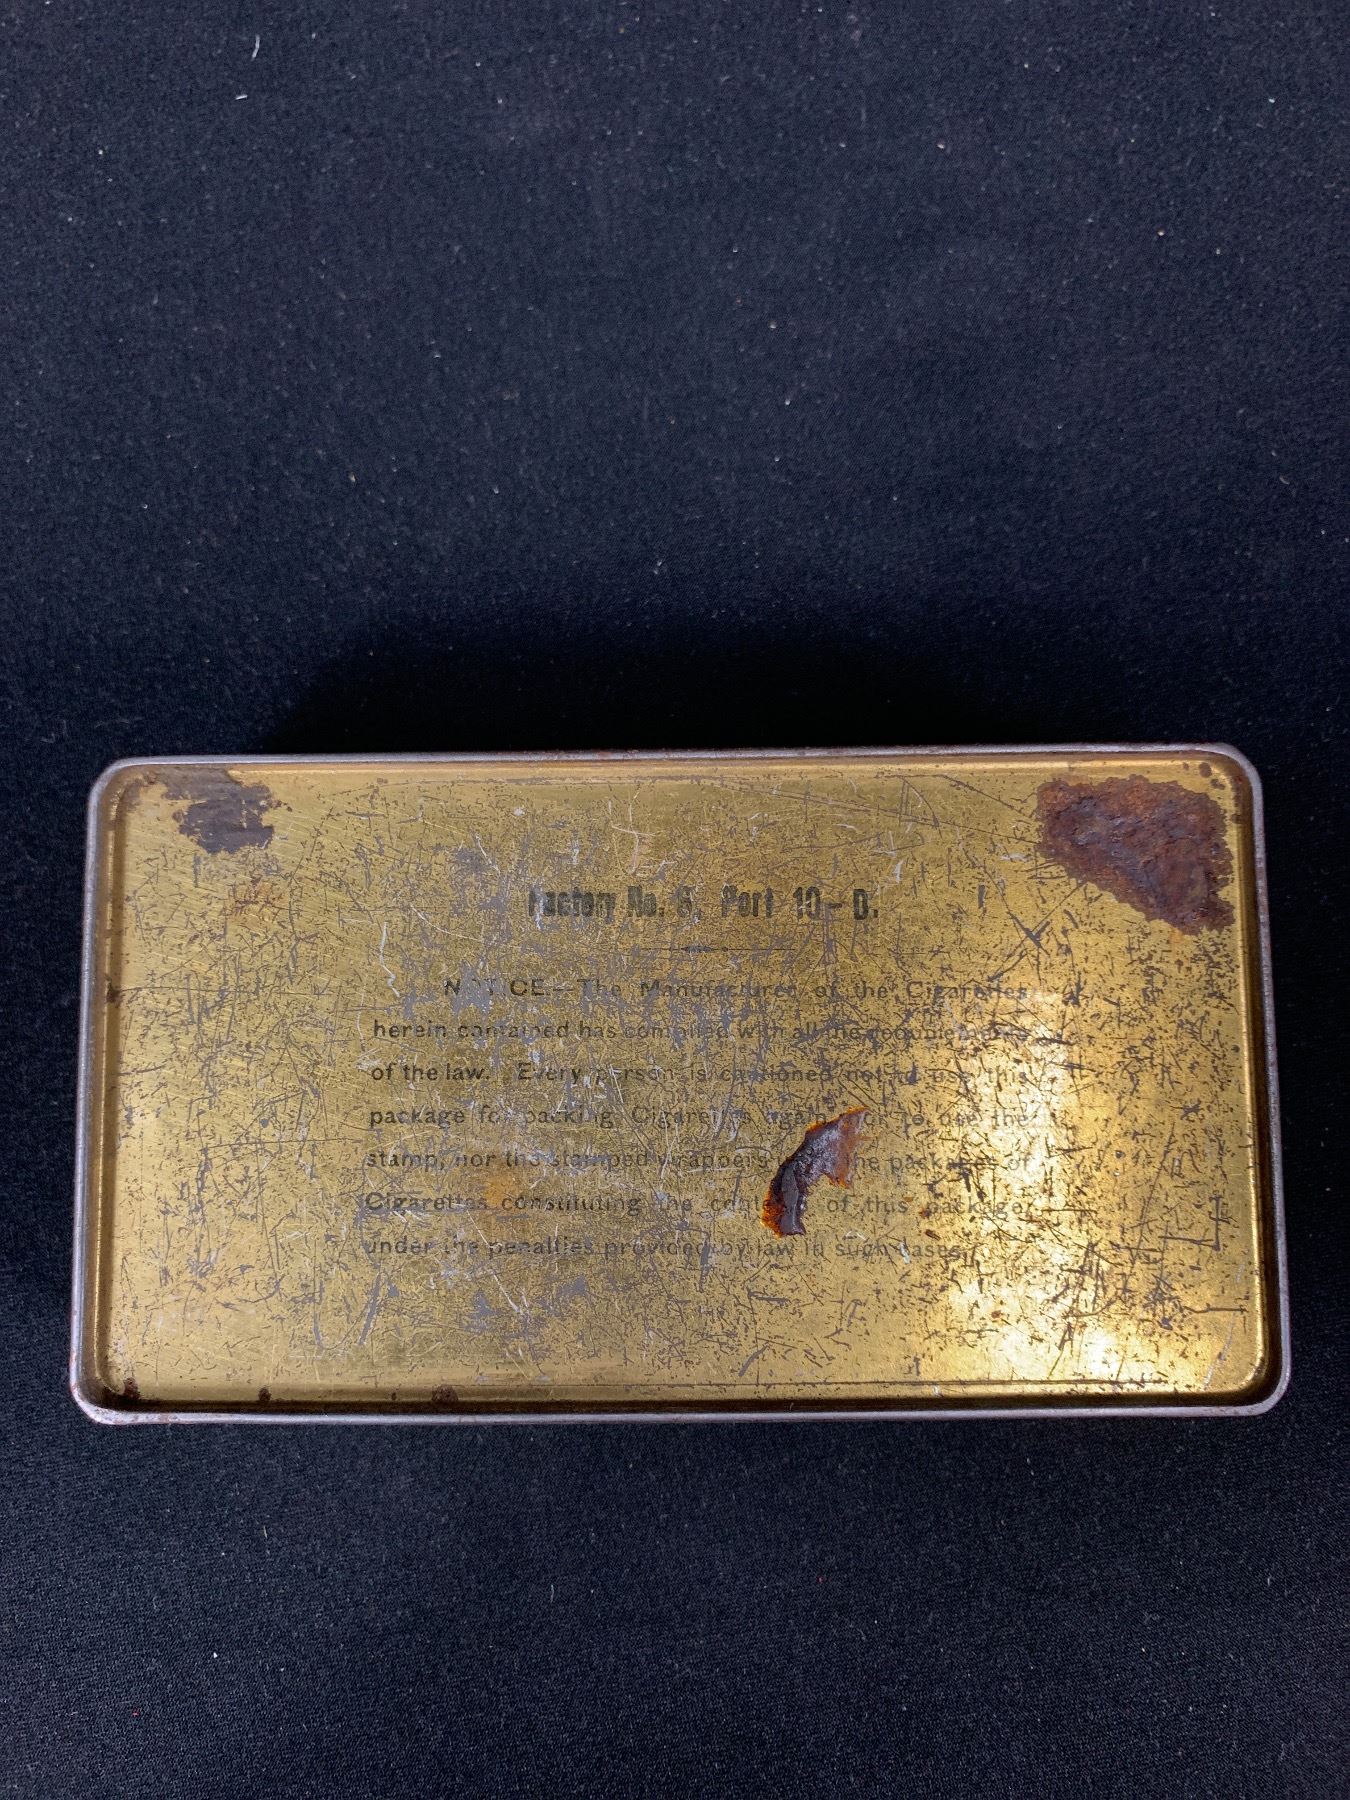 Factory No. 6. Port 10-D.
NOTICE.—The Manufacturer of the Cigarettes
herein contained has complied with all the requirements
of the law. Every person is cautioned not to use this
package for packing Cigarettes again, or to use the
stamp, nor the stamped wrappers the packages of
Cigarettes constituting the contents of this package,
under the penalties provided by law in such cases.